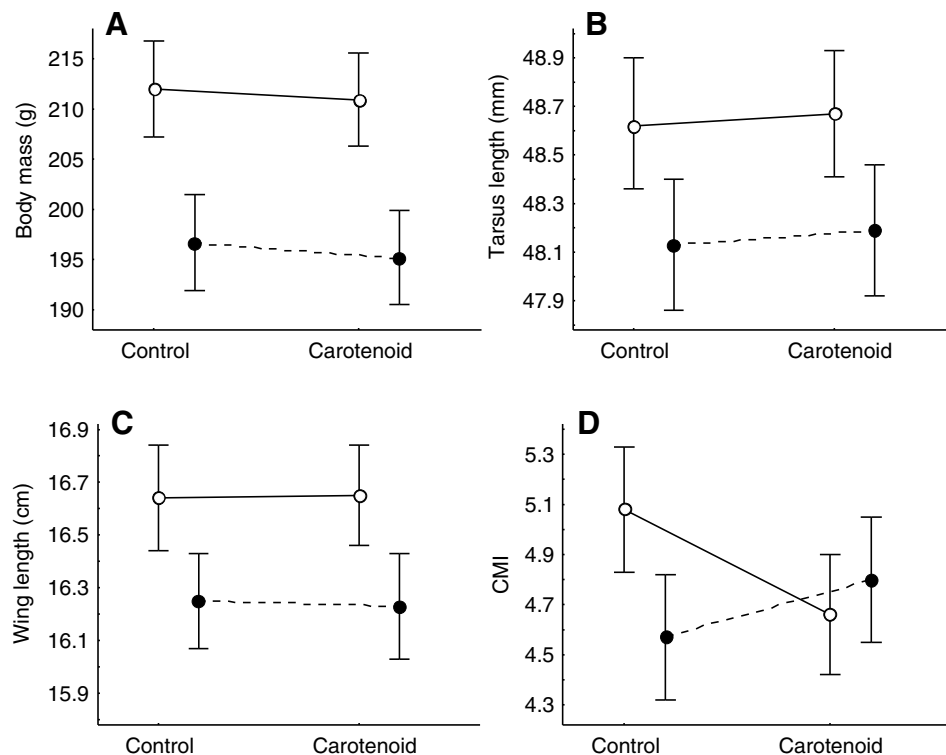 A
Body mass (g)
215
210
205
200
195
190
Control Carotenoid
B
Tarsus length (mm)
48.9
48.7
48.5
48.3
48.1
47.9
Control Carotenoid
C
Wing length (cm)
16.9
16.7
16.5
16.3
16.1
15.9
Control Carotenoid
D
CMI
5.3
5.1
4.9
4.7
4.5
4.3
Control Carotenoid